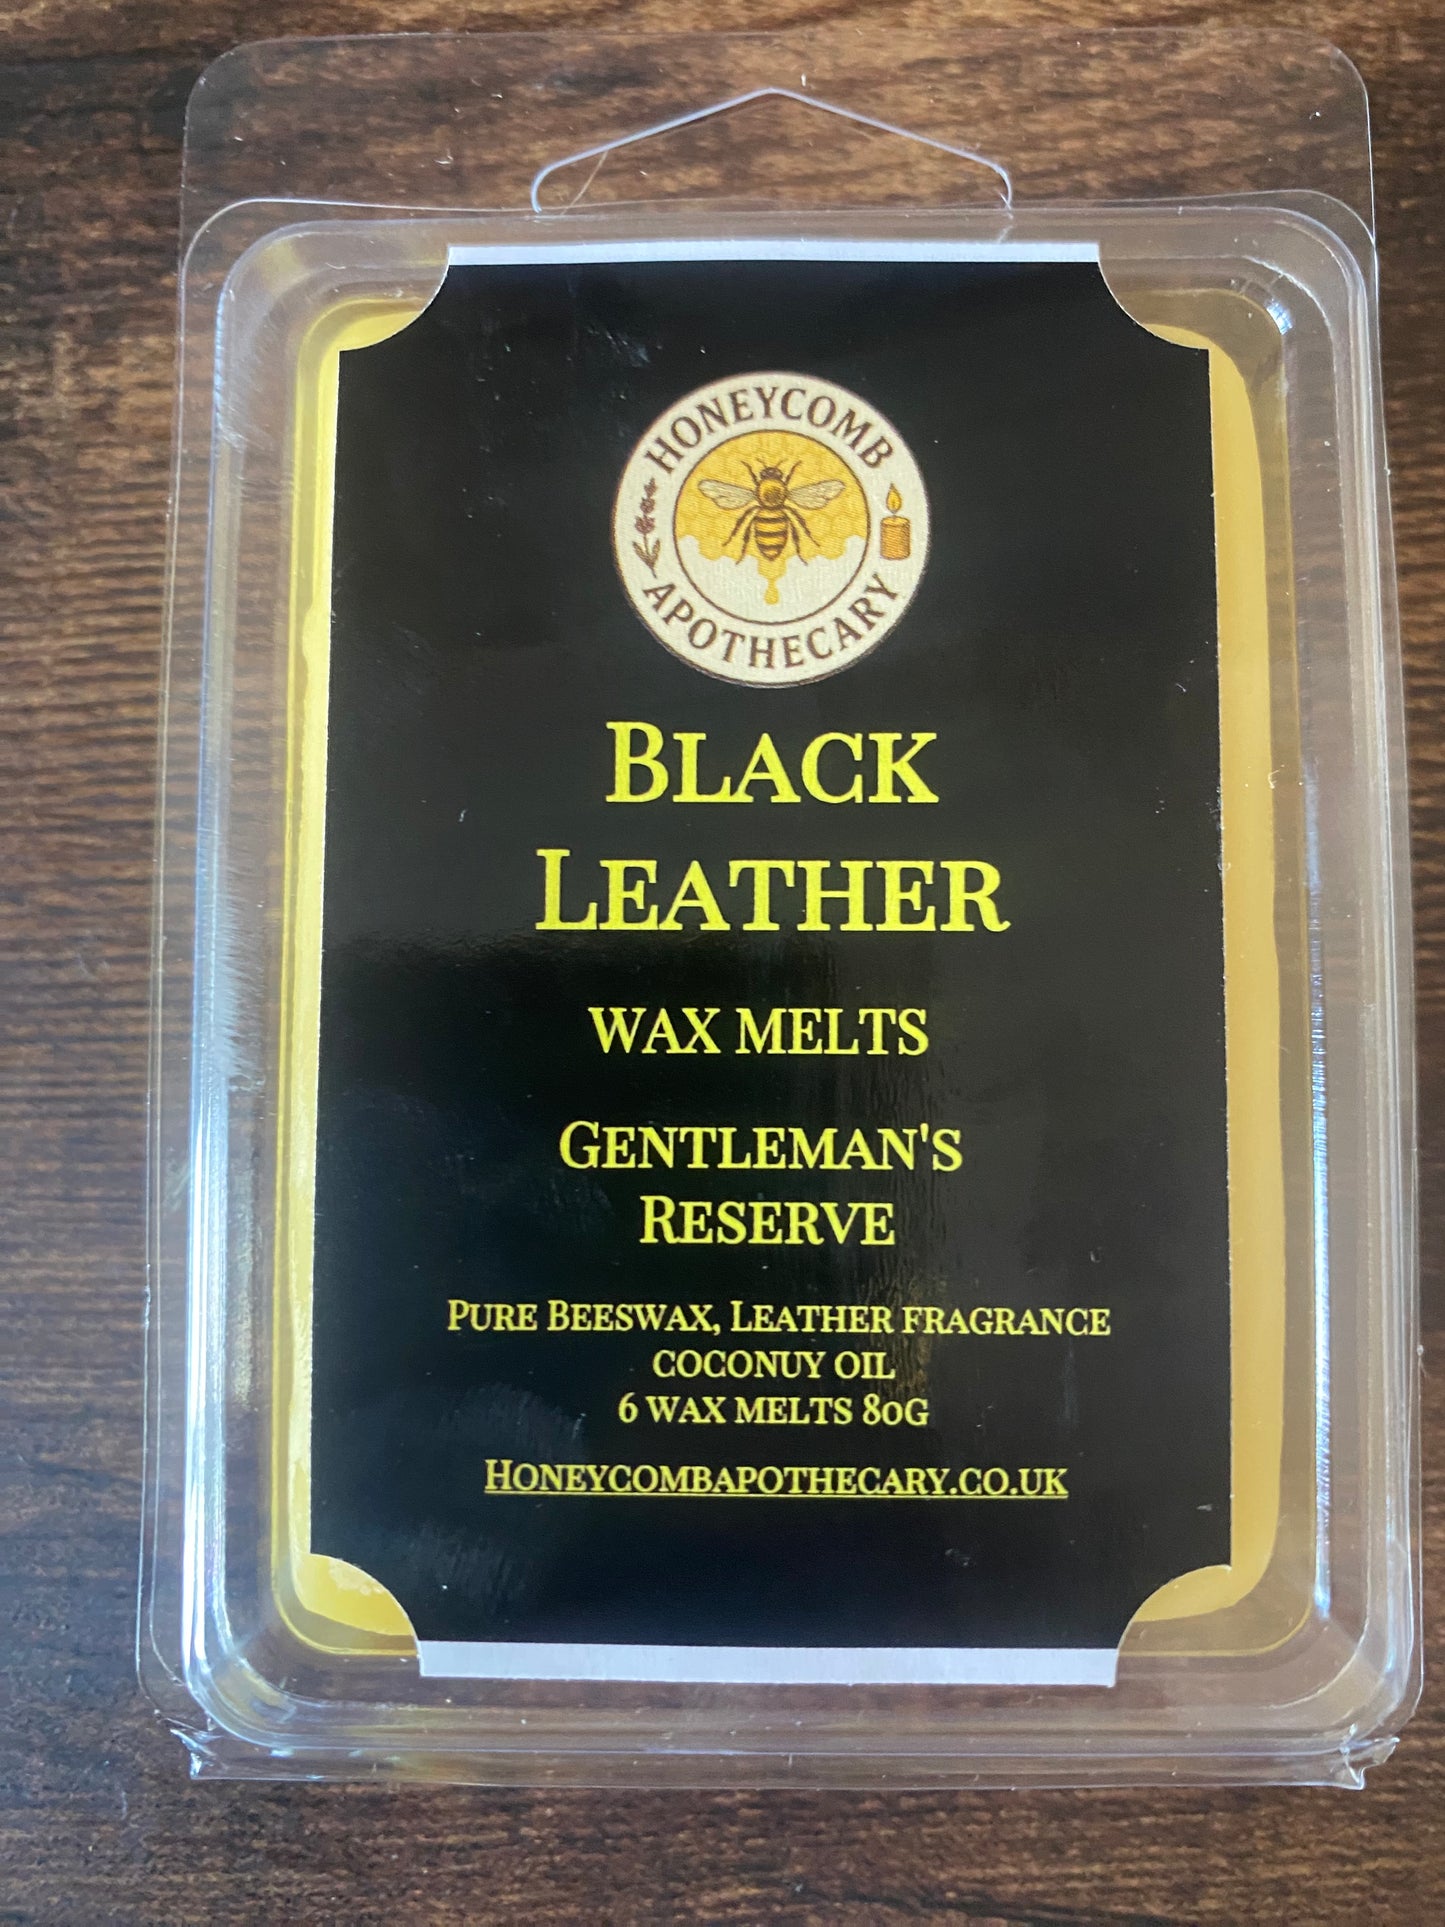 HONEYCOMB
APOTHECARY
BLACK
LEATHER
WAX MELTS
GENTLEMAN'S
RESERVE
PURE BEESWAX, LEATHER FRAGRANCE
COCONUY OIL
6 WAX MELTS 80G
HONEYCOMBAPOTHECARY.CO.UK